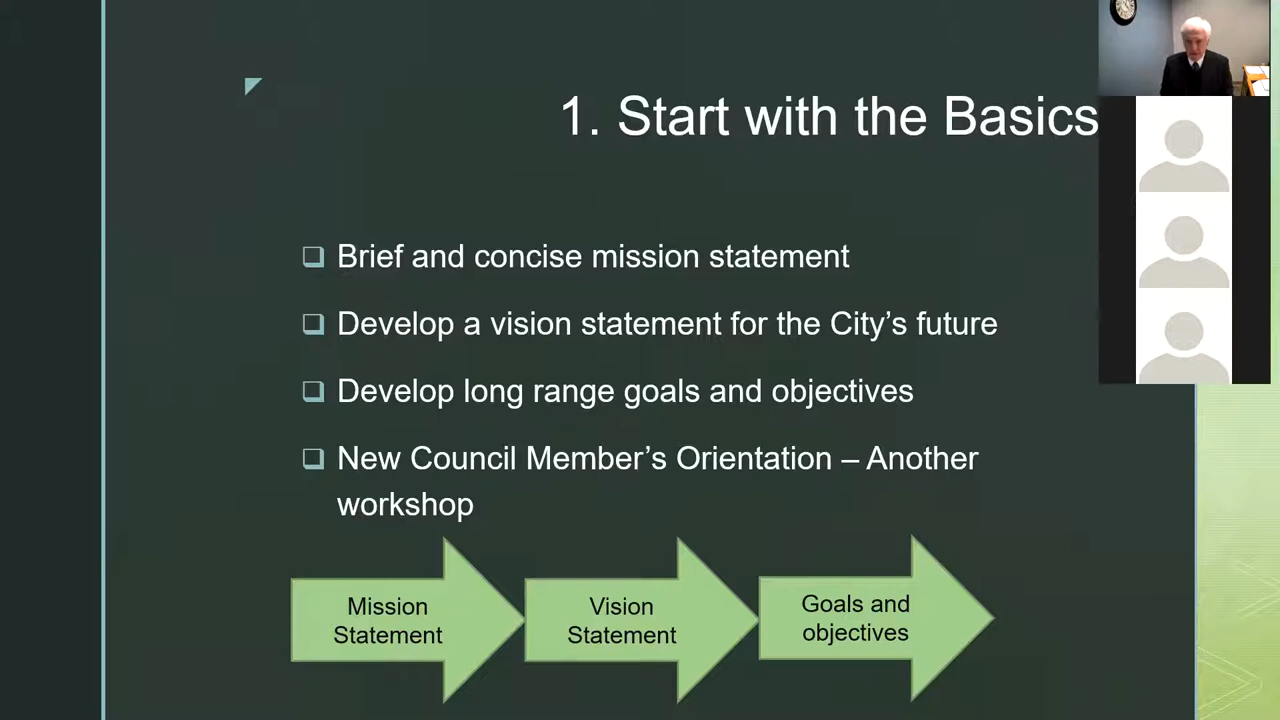 1. Start with the Basics
Brief and concise mission statement
Develop a vision statement for the City’s future
Develop long range goals and objectives
New Council Member’s Orientation – Another
workshop
Mission
Statement
Vision
Statement
Goals and
objectives